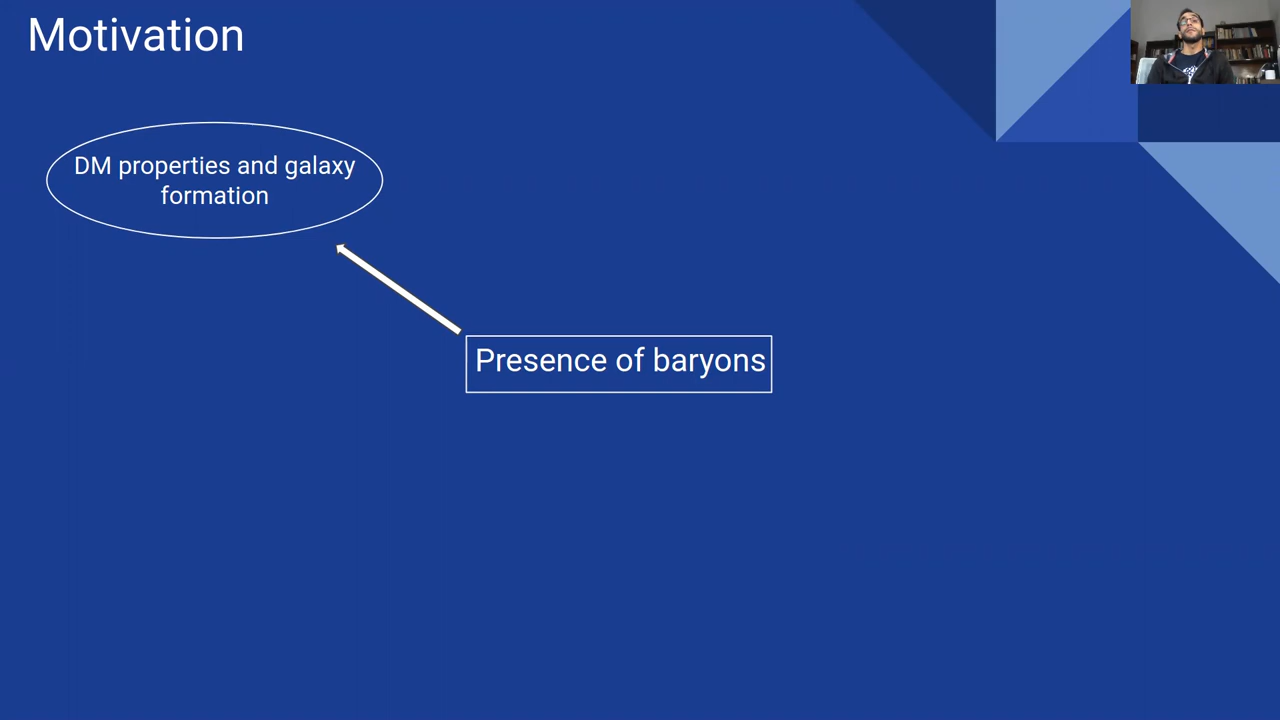 Motivation
DM properties and galaxy
formation
Presence of baryons